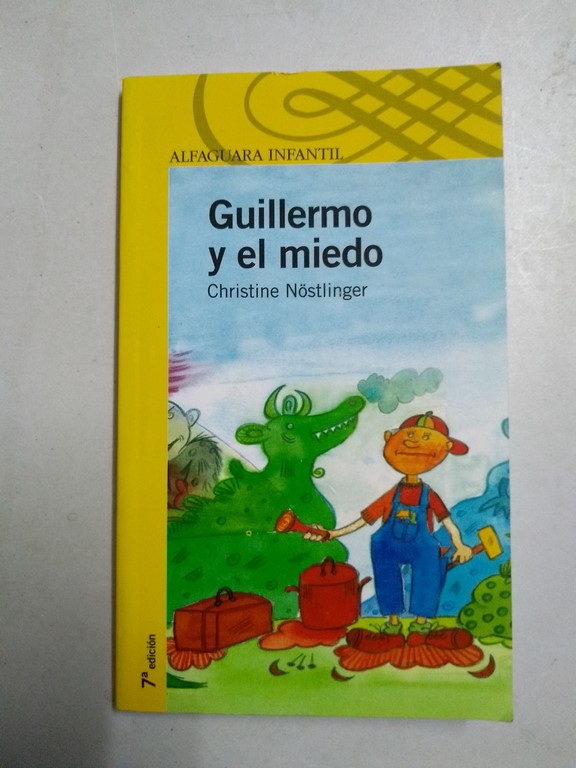 ALFAGUARA INFANTIL
Guillermo
y el miedo
Christine Nöstlinger
7ª edición